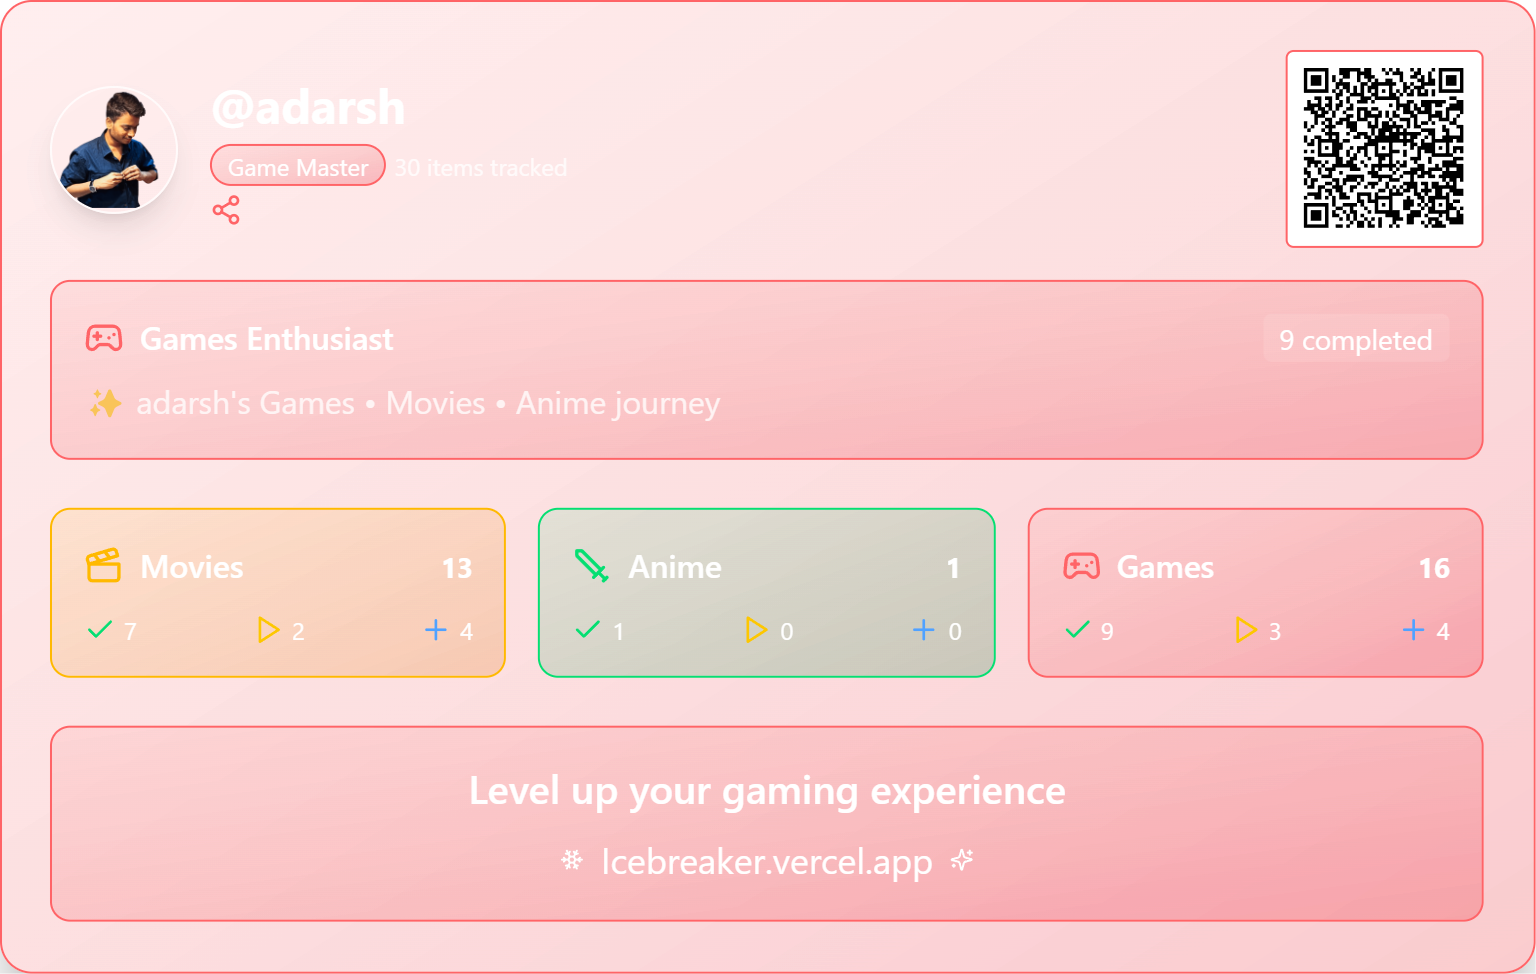 @adarsh
Game Master 30 items tracked
Games Enthusiast 9 completed
adarsh's Games • Movies • Anime journey
Movies 13
7 2 4
Anime 1
1 0 0
Games 16
9 3 4
Level up your gaming experience
Icebreaker.vercel.app